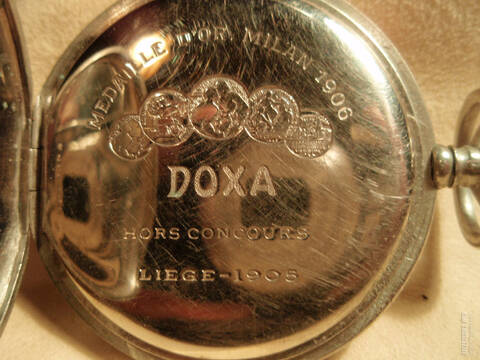 MEDAILLE D'OR MILAN 1906
DOXA
HORS CONCOURS
LIEGE-1905